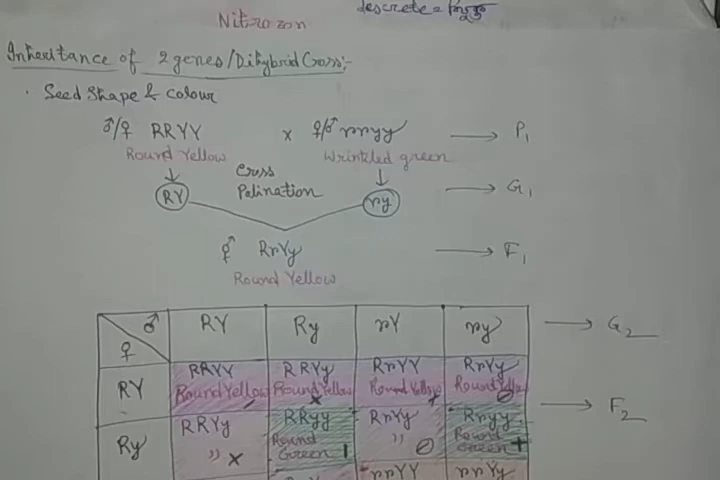 descrete =
Nitrozon
Inheritance of 2 genes/Dihybrid Cross:-
. Seed Shape & colour
♂/♀ RRYY x ♀/♂ rryy → P1
Round Yellow Wrinkled green
RY Cross Polination ry → G1
⚥ RrYy → F1
Round Yellow
♂ RY Ry rY ry → G2
♀
RY RRYY RRYy RrYY RrYy → F2
Round Yellow Round Yellow Round Yellow Round Yellow
Ry RRYy RRyy RrYy Rryy
" x Round Green " Round Green +
rrYY rrYy